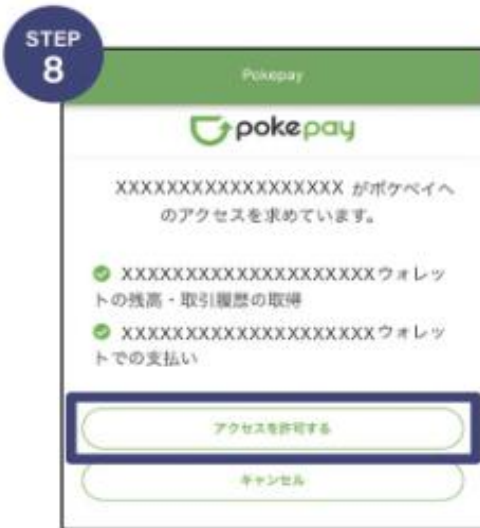 STEP
8
Pokepay
pokepay
XXXXXXXXXXXXXXXXXX がポケペイへ
のアクセスを求めています。
XXXXXXXXXXXXXXXXXXXXウォレッ
トの残高・取引履歴の取得
XXXXXXXXXXXXXXXXXXXXウォレッ
トでの支払い
アクセスを許可する
キャンセル